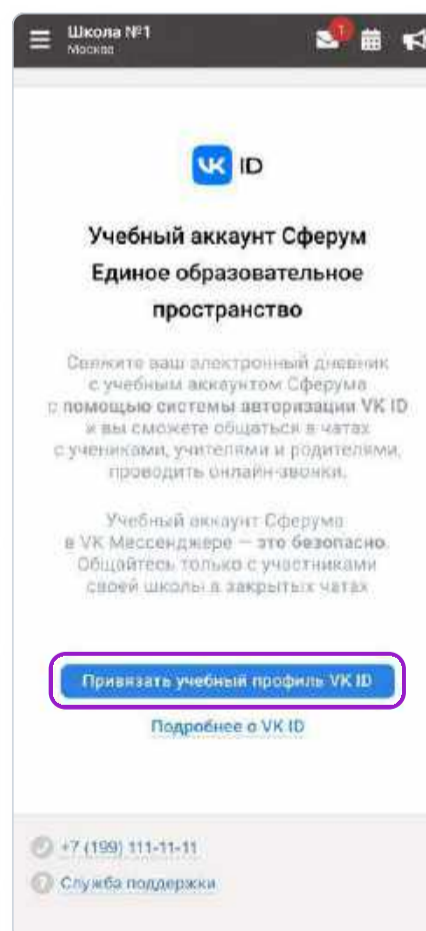 Школа №1
Москва
1
VK ID
Учебный аккаунт Сферум
Единое образовательное
пространство
Свяжите ваш электронный дневник
с учебным аккаунтом Сферума
с помощью системы авторизации VK ID
и вы сможете общаться в чатах
с учениками, учителями и родителями,
проводить онлайн-звонки.
Учебный аккаунт Сферума
в VK Мессенджере — это безопасно.
Общайтесь только с участниками
своей школы в закрытых чатах
Привязать учебный профиль VK ID
Подробнее о VK ID
+7 (199) 111-11-11
Служба поддержки